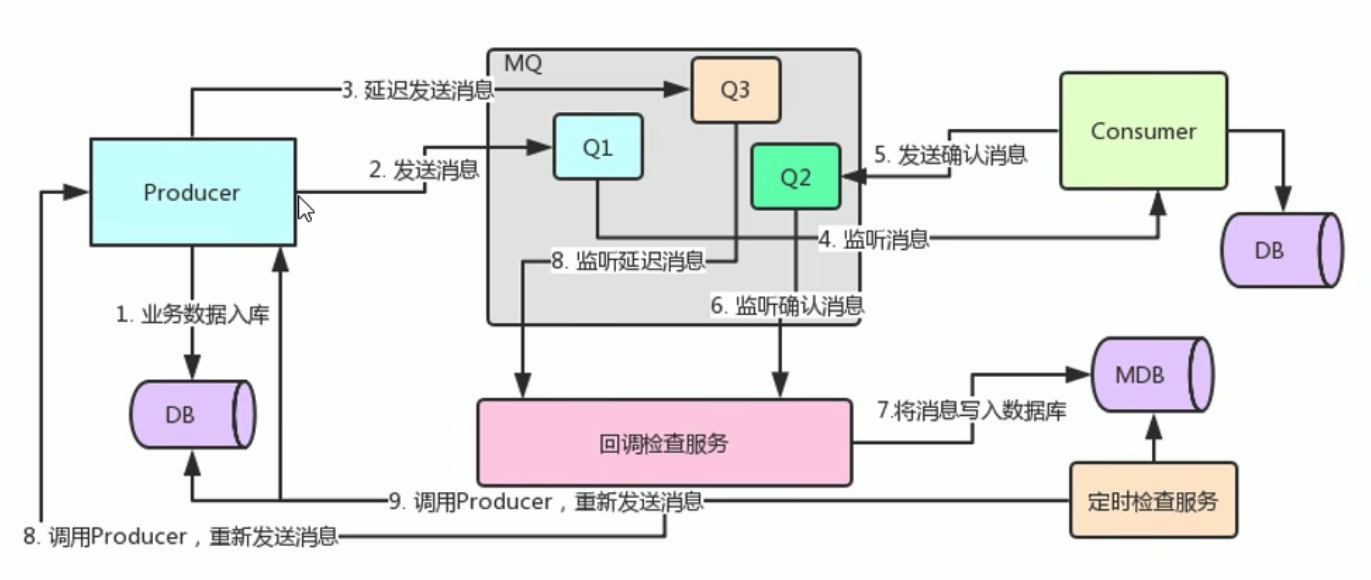 MQ
3. 延迟发送消息
Q3
Q1
Consumer
2. 发送消息
5. 发送确认消息
Q2
Producer
4. 监听消息
DB
8. 监听延迟消息
6. 监听确认消息
1. 业务数据入库
MDB
DB
7.将消息写入数据库
回调检查服务
9. 调用Producer，重新发送消息
定时检查服务
8. 调用Producer，重新发送消息